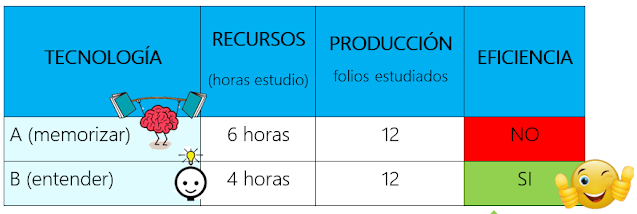 TECNOLOGÍA
RECURSOS
(horas estudio)
PRODUCCIÓN
folios estudiados
EFICIENCIA
A (memorizar)
6 horas
12
NO
B (entender)
4 horas
12
SI